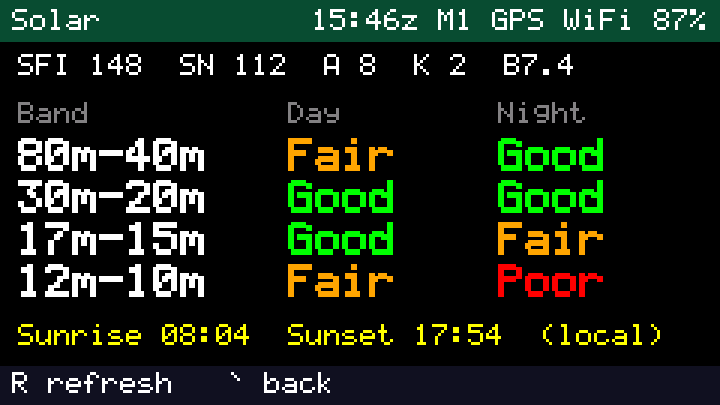 Solar 15:46z M1 GPS WiFi 87%
SFI 148 SN 112 A 8 K 2 B7.4
Band Day Night
80m-40m Fair Good
30m-20m Good Good
17m-15m Good Fair
12m-10m Fair Poor
Sunrise 08:04 Sunset 17:54 (local)
R refresh ` back